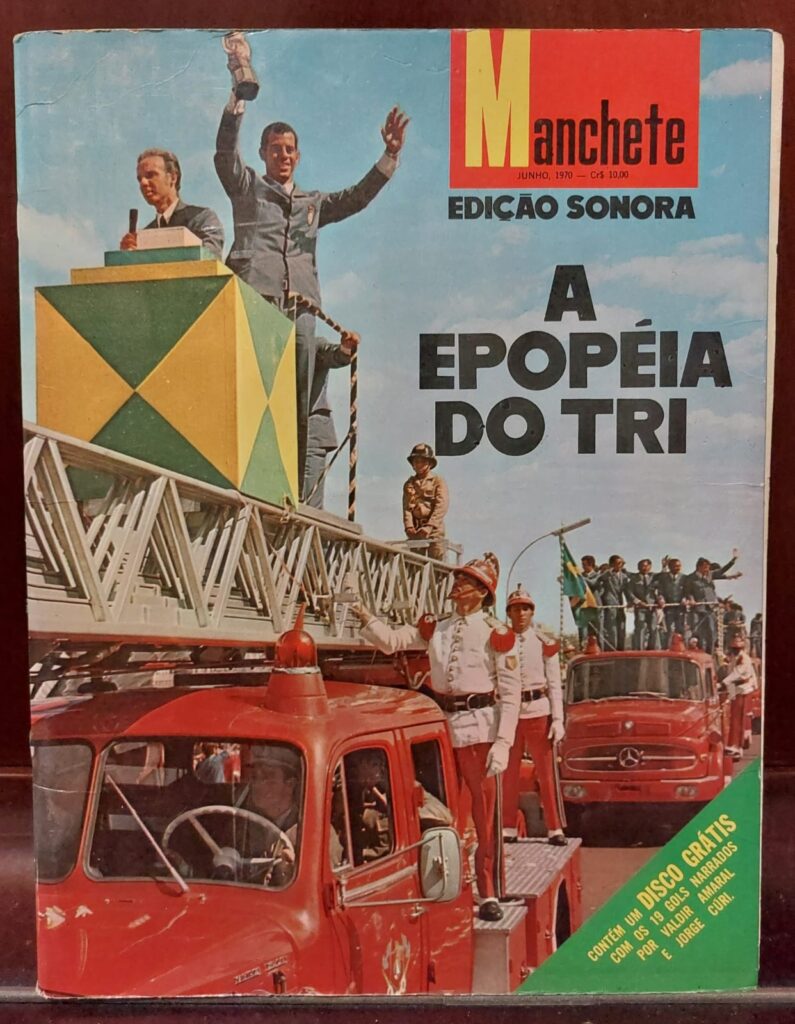 Manchete
JUNHO, 1970 — Cr$ 10,00
EDIÇÃO SONORA
A
EPOPÉIA
DO TRI
CONTÉM UM DISCO GRÁTIS
COM OS 19 GOLS NARRADOS
POR VALDIR AMARAL
E JORGE CÚRI.